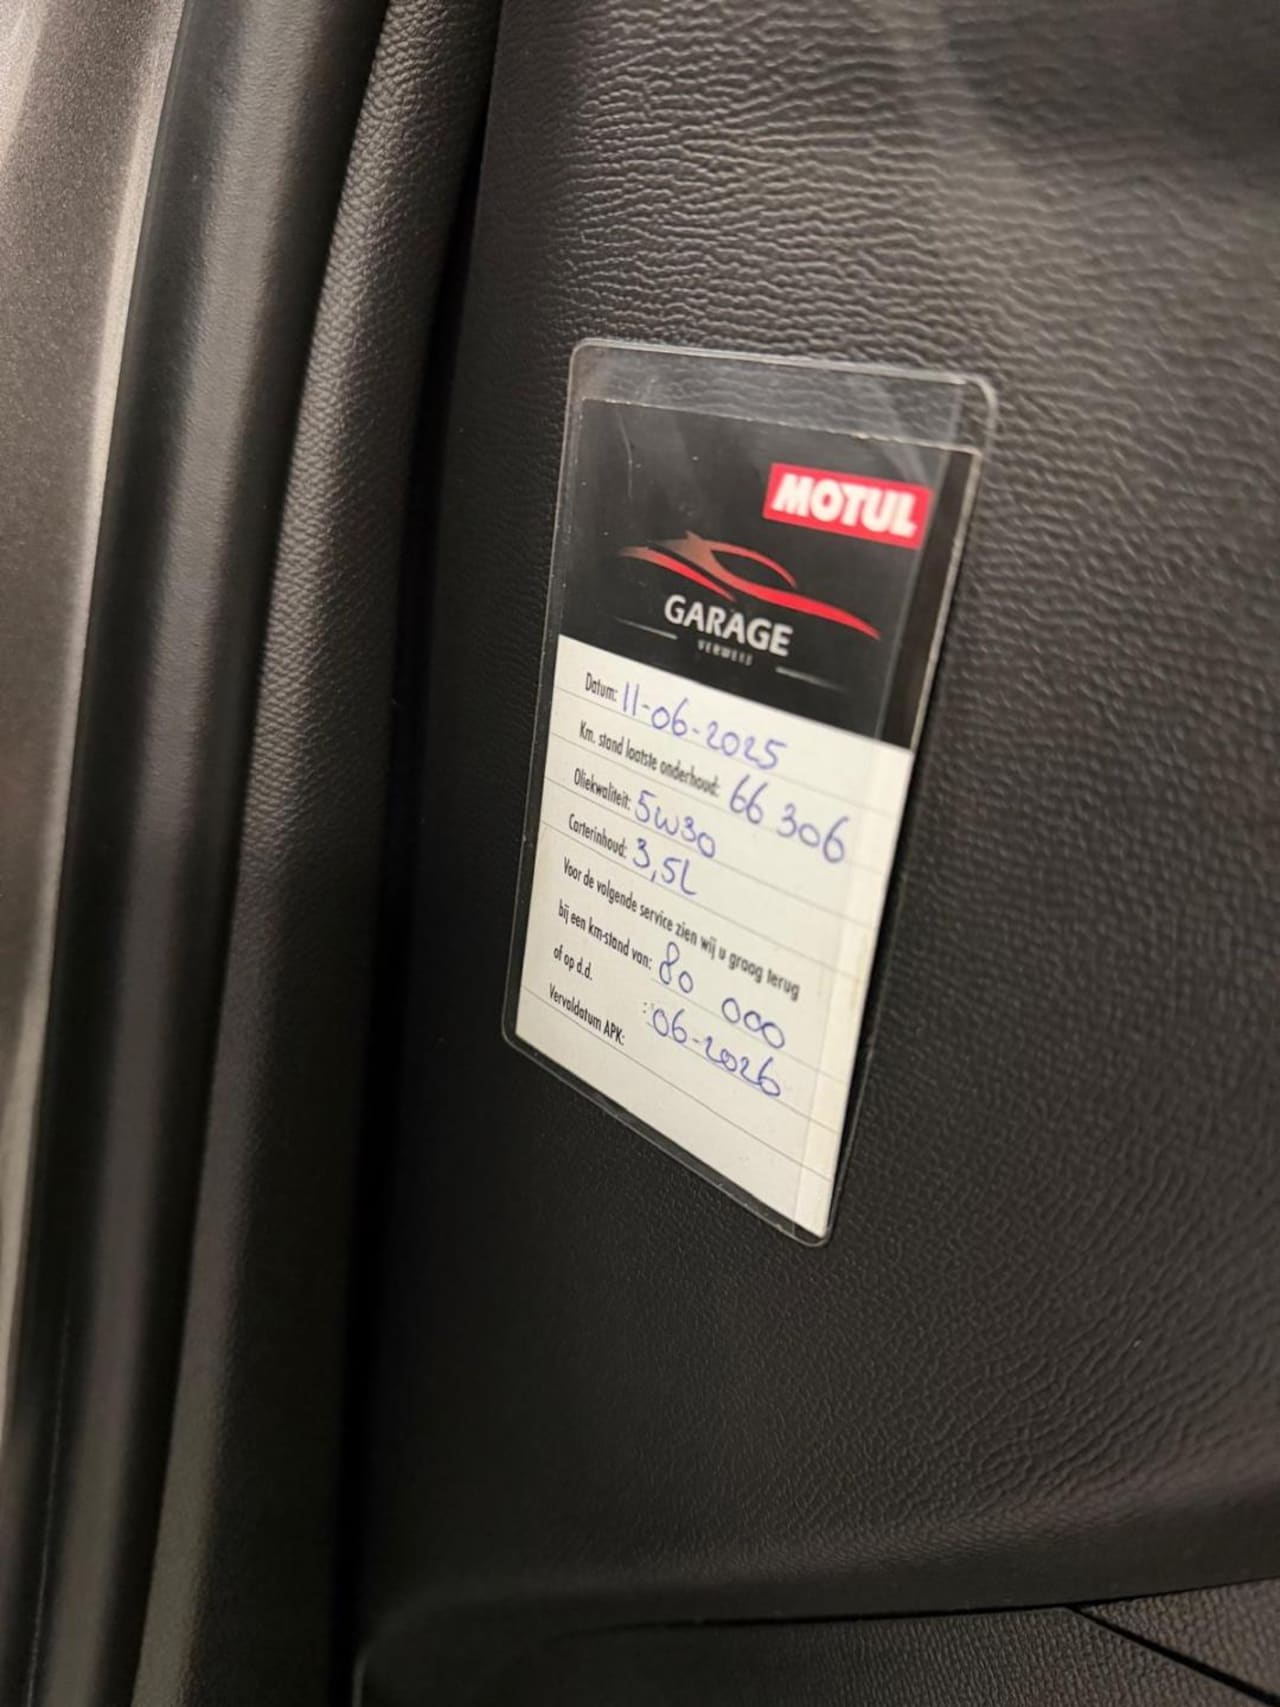 MOTUL
GARAGE
VERWEIJ
Datum: 11-06-2025
Km. stand laatste onderhoud: 66 306
Oliekwaliteit: 5W30
Carterinhoud: 3,5L
Voor de volgende service zien wij u graag terug
bij een km-stand van: 80 000
of op d.d. : 06-2026
Vervaldatum APK: